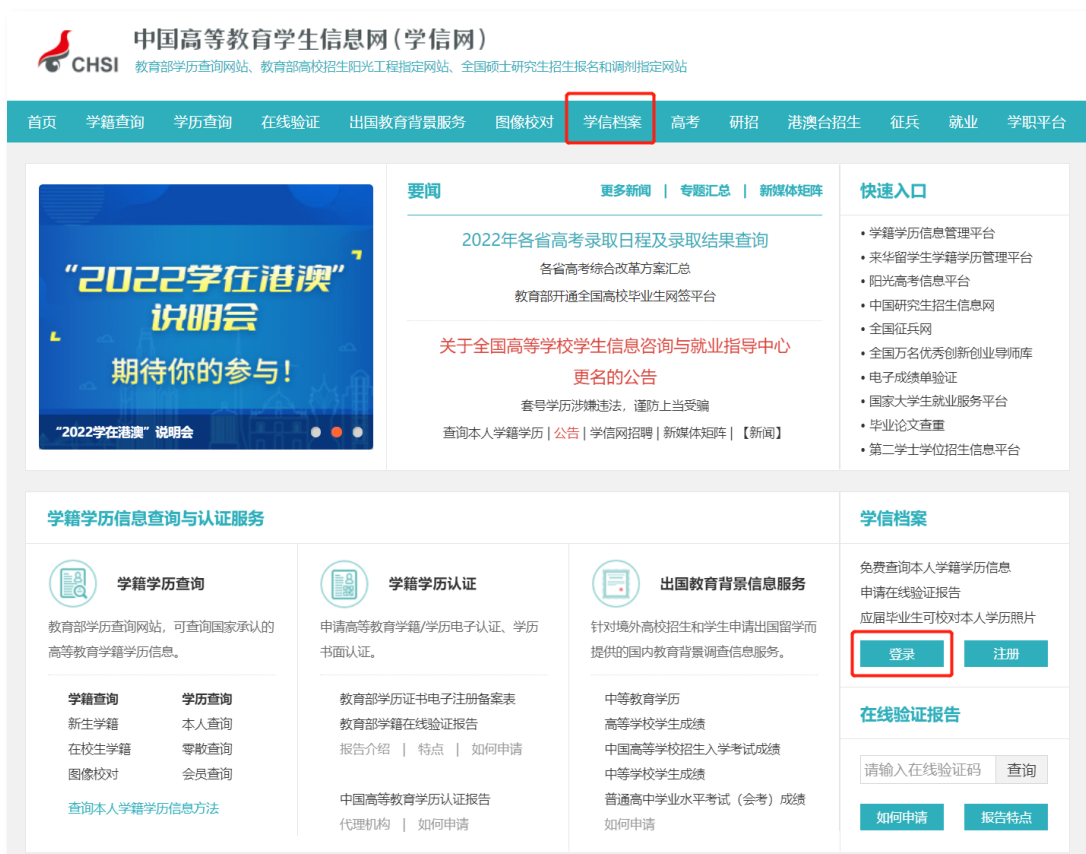 中国高等教育学生信息网(学信网)
CHSI
教育部学历查询网站、教育部高校招生阳光工程指定网站、全国硕士研究生招生报名和调剂指定网站
首页 学籍查询 学历查询 在线验证 出国教育背景服务 图像校对 学信档案 高考 研招 港澳台招生 征兵 就业 学职平台
“2022学在港澳”
说明会
期待你的参与!
“2022学在港澳”说明会
要闻
更多新闻 | 专题汇总 | 新媒体矩阵
2022年各省高考录取日程及录取结果查询
各省高考综合改革方案汇总
教育部开通全国高校毕业生网签平台
关于全国高等学校学生信息咨询与就业指导中心
更名的公告
套号学历涉嫌违法，谨防上当受骗
查询本人学籍学历 | 公告 | 学信网招聘 | 新媒体矩阵 | 【新闻】
快速入口
• 学籍学历信息管理平台
• 来华留学生学籍学历管理平台
• 阳光高考信息平台
• 中国研究生招生信息网
• 全国征兵网
• 全国万名优秀创新创业导师库
• 电子成绩单验证
• 国家大学生就业服务平台
• 毕业论文查重
• 第二学士学位招生信息平台
学籍学历信息查询与认证服务
学籍学历查询
教育部学历查询网站，可查询国家承认的
高等教育学籍学历信息。
学籍查询 学历查询
新生学籍 本人查询
在校生学籍 零散查询
图像校对 会员查询
查询本人学籍学历信息方法
学籍学历认证
申请高等教育学籍/学历电子认证、学历
书面认证。
教育部学历证书电子注册备案表
教育部学籍在线验证报告
报告介绍 | 特点 | 如何申请
中国高等教育学历认证报告
代理机构 | 如何申请
出国教育背景信息服务
针对境外高校招生和学生申请出国留学而
提供的国内教育背景调查信息服务。
中等教育学历
高等学校学生成绩
中国高等学校招生入学考试成绩
中等学校学生成绩
普通高中学业水平考试（会考）成绩
如何申请
学信档案
免费查询本人学籍学历信息
申请在线验证报告
应届毕业生可校对本人学历照片
登录 注册
在线验证报告
请输入在线验证码 查询
如何申请 报告特点